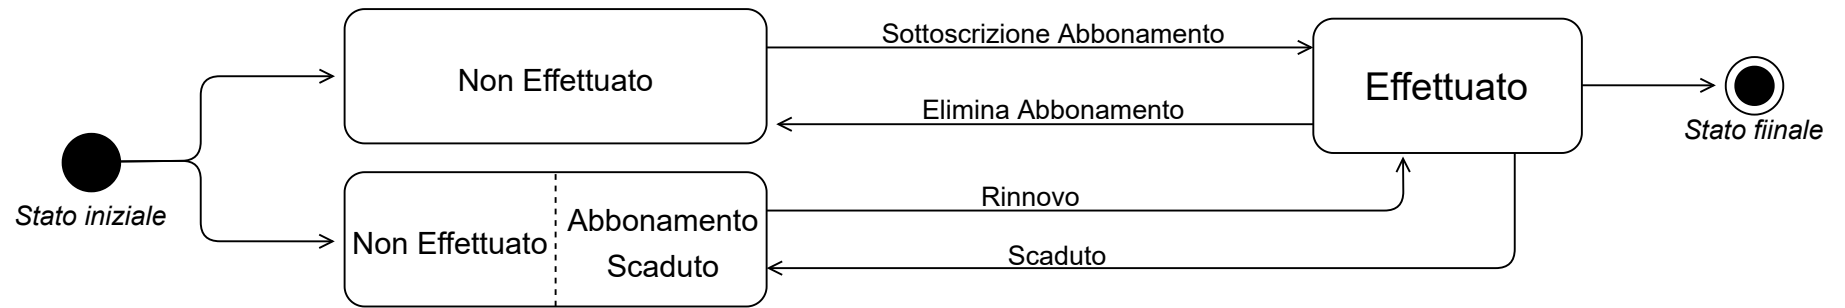 Sottoscrizione Abbonamento
Non Effettuato
Effettuato
Elimina Abbonamento
Stato fiinale
Stato iniziale
Non Effettuato
Abbonamento
Scaduto
Rinnovo
Scaduto